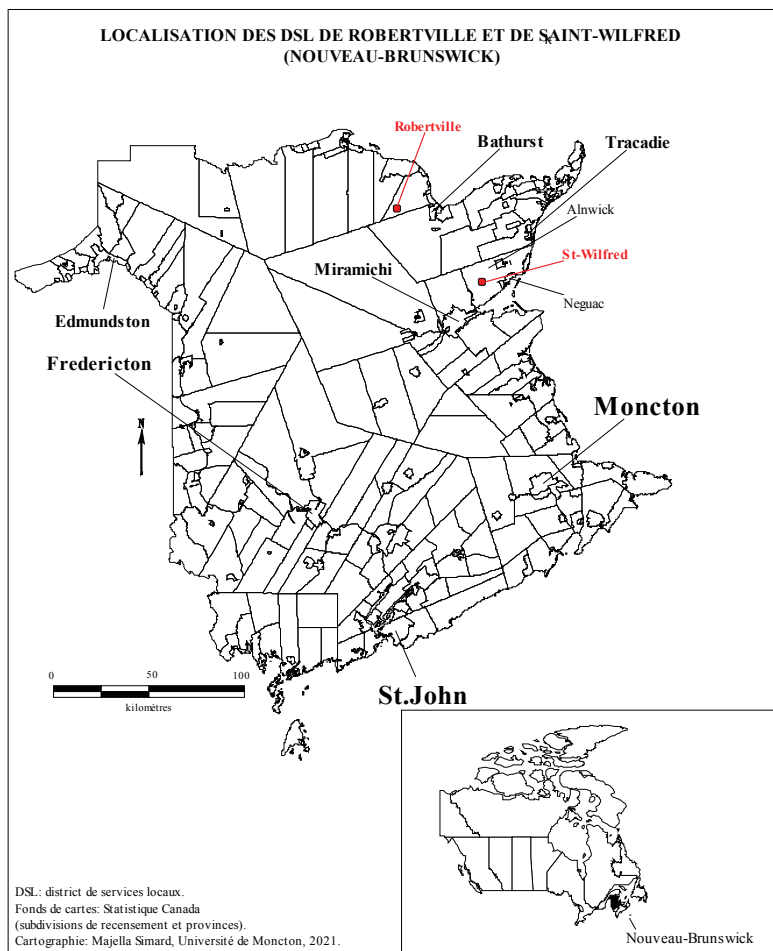 LOCALISATION DES DSL DE ROBERTVILLE ET DE SAINT-WILFRED
(NOUVEAU-BRUNSWICK)
Robertville
Bathurst
Tracadie
Alnwick
St-Wilfred
Miramichi
Neguac
Edmundston
Fredericton
Moncton
N
0 50 100
kilomètres
St.John
DSL: district de services locaux.
Fonds de cartes: Statistique Canada
(subdivisions de recensement et provinces).
Cartographie: Majella Simard, Université de Moncton, 2021.
Nouveau-Brunswick